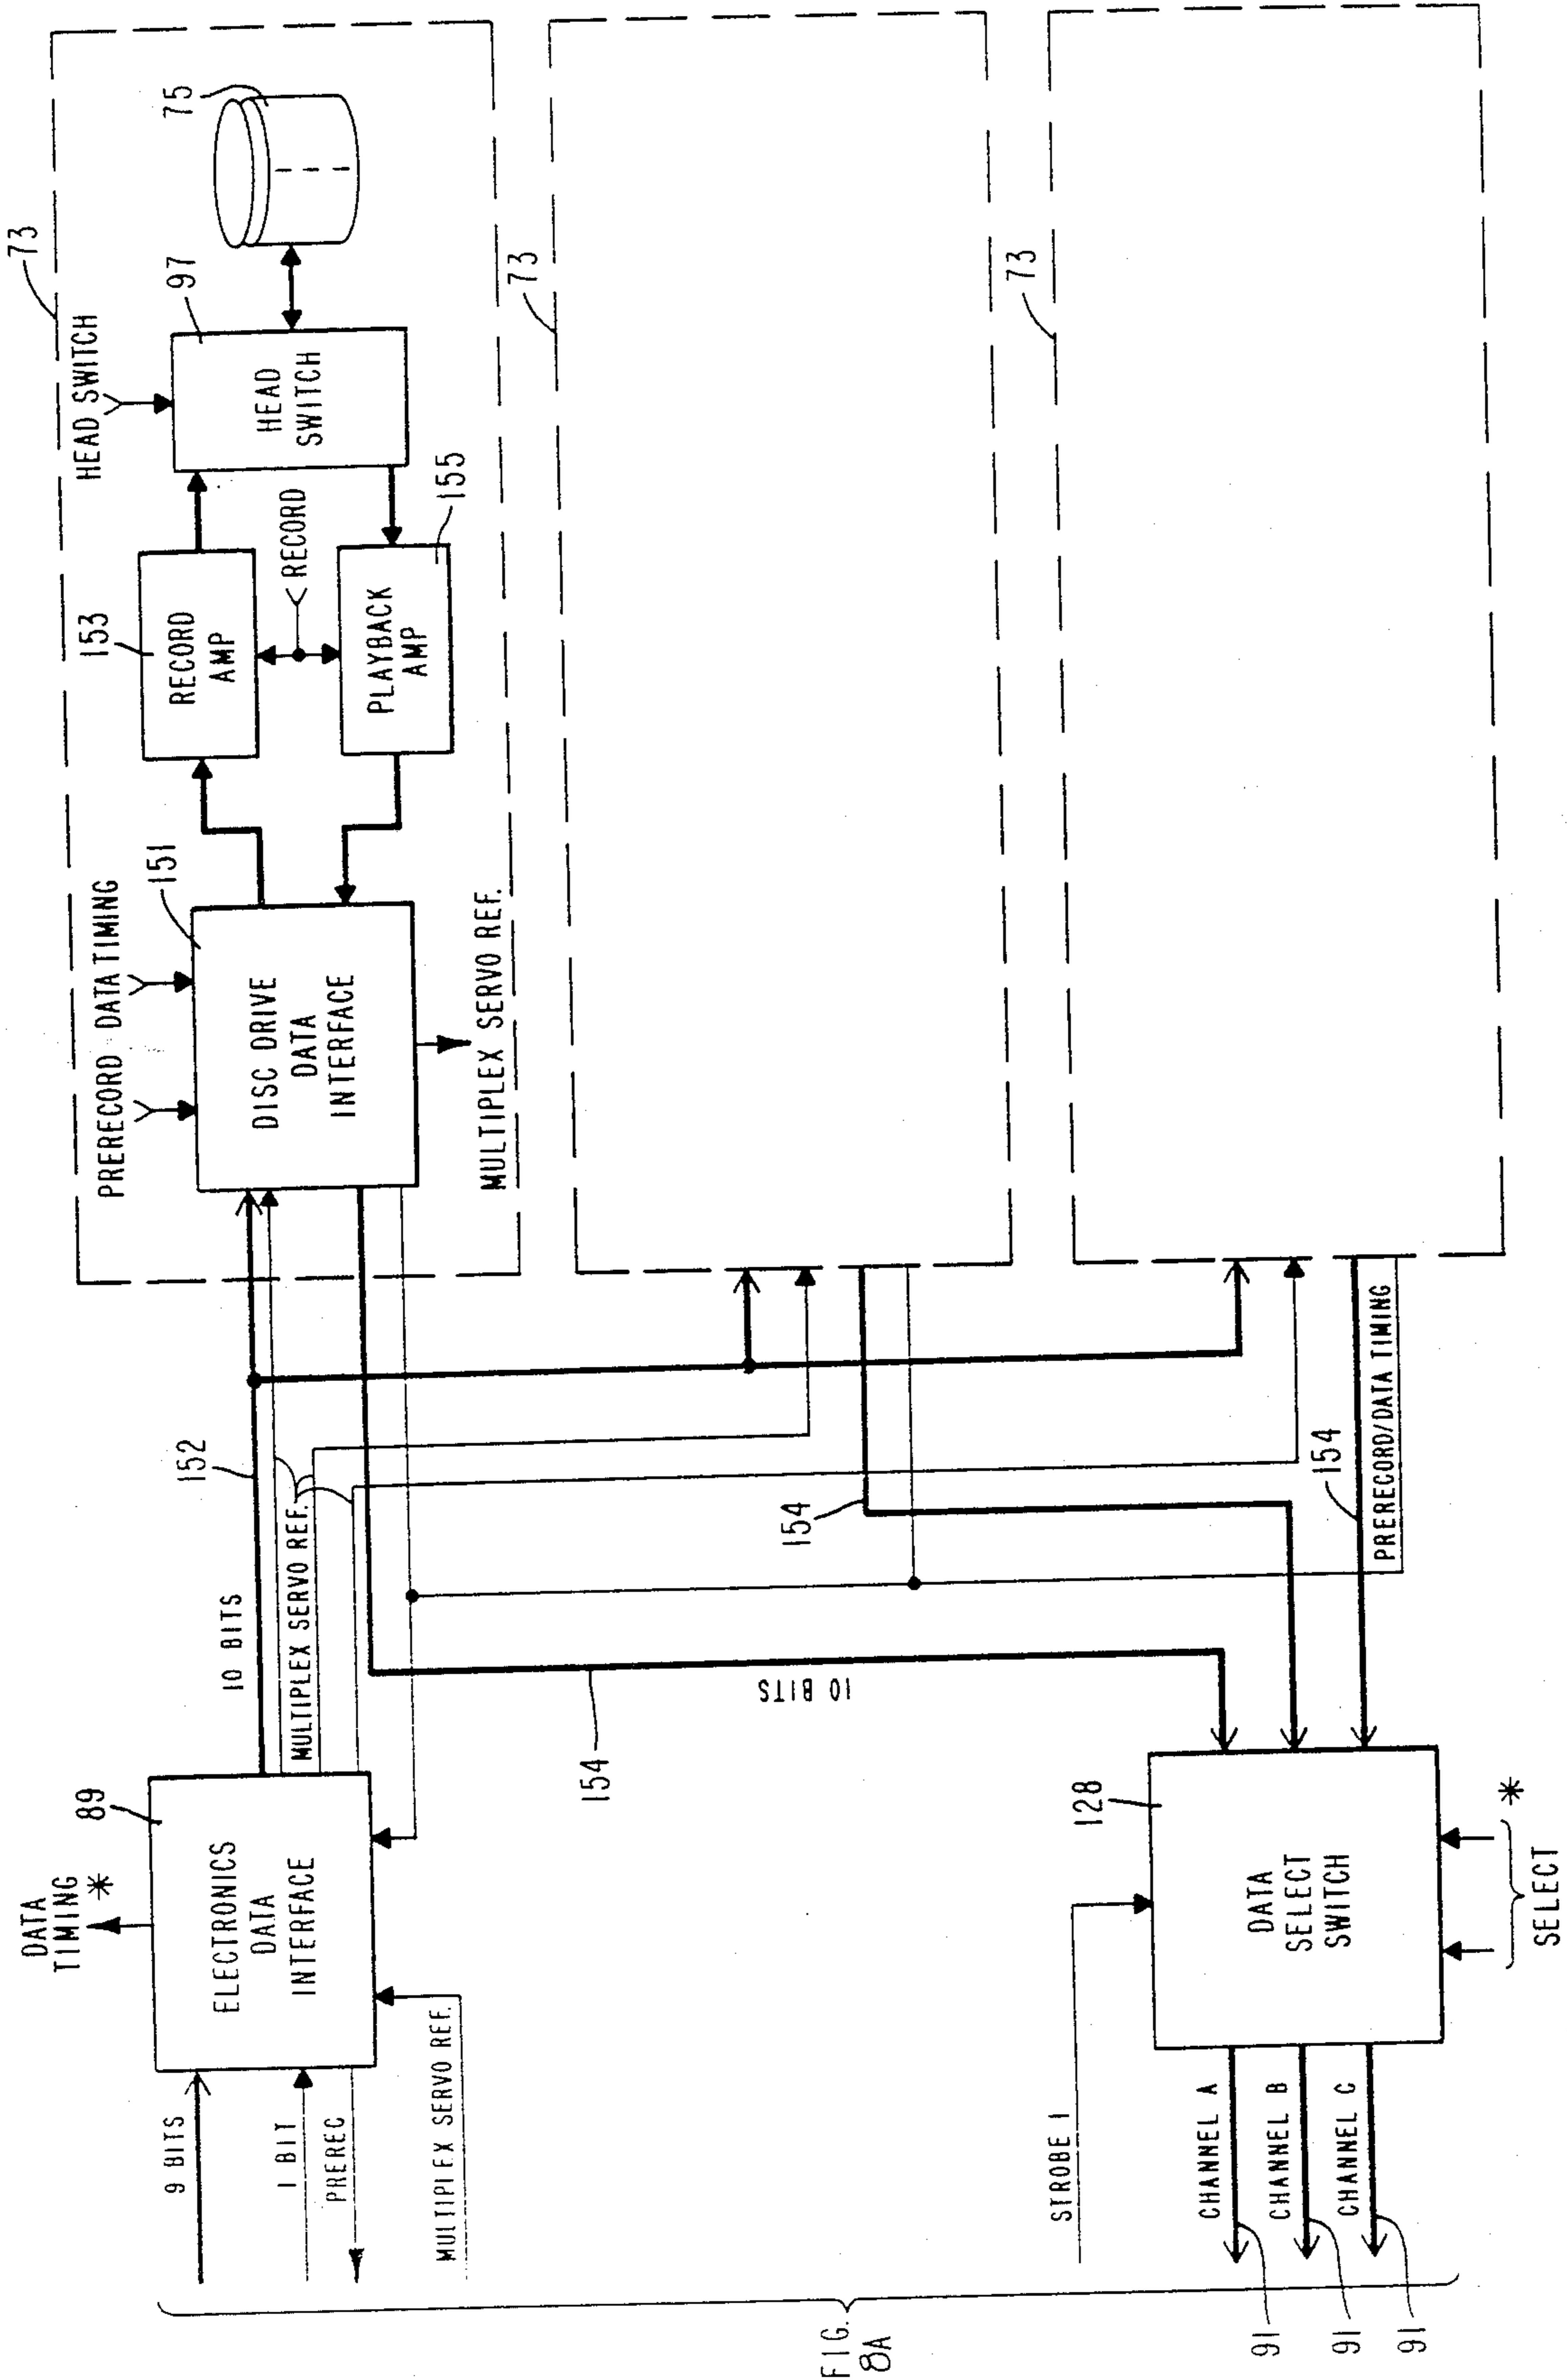 73
HEAD SWITCH
97
75
HEAD
SWITCH
153
RECORD
AMP
RECORD
155
PLAYBACK
AMP
PRERECORD DATA TIMING
151
DISC DRIVE
DATA
INTERFACE
MULTIPLEX SERVO REF.
73
73
152
10 BITS
MULTIPLEX SERVO REF.
154
154
PRERECORD/DATA TIMING
154
10 BITS
DATA
TIMING
*
89
ELECTRONICS
DATA
INTERFACE
9 BITS
1 BIT
PREREC
MULTIPLEX SERVO REF.
128
DATA
SELECT
SWITCH
*
SELECT
STROBE 1
CHANNEL A
CHANNEL B
CHANNEL C
91
91
91
FIG.
8A